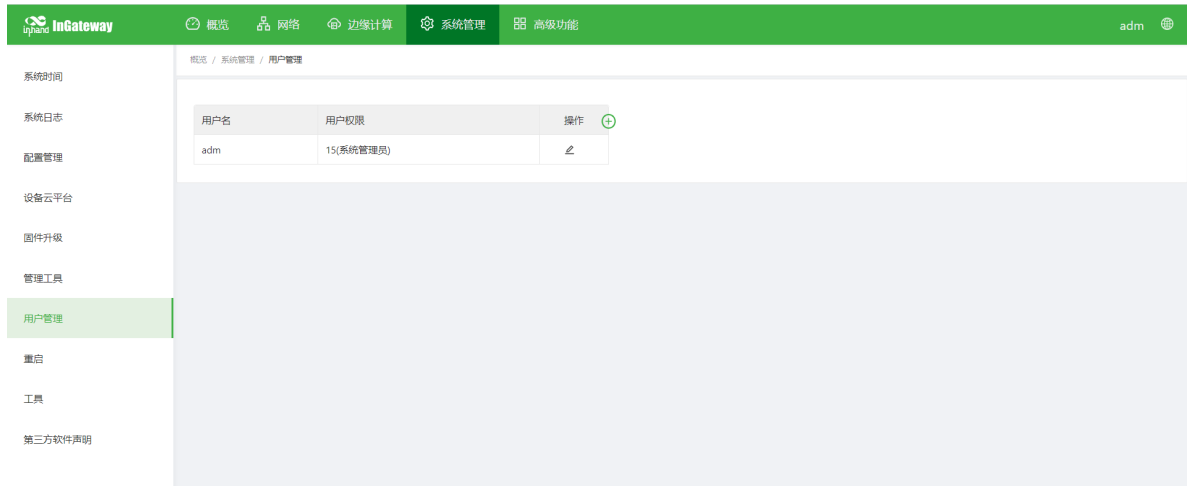 inhand InGateway 概览 网络 边缘计算 系统管理 高级功能 adm
概览 / 系统管理 / 用户管理
系统时间
系统日志
配置管理
设备云平台
固件升级
管理工具
用户管理
重启
工具
第三方软件声明
用户名 用户权限 操作
adm 15(系统管理员)